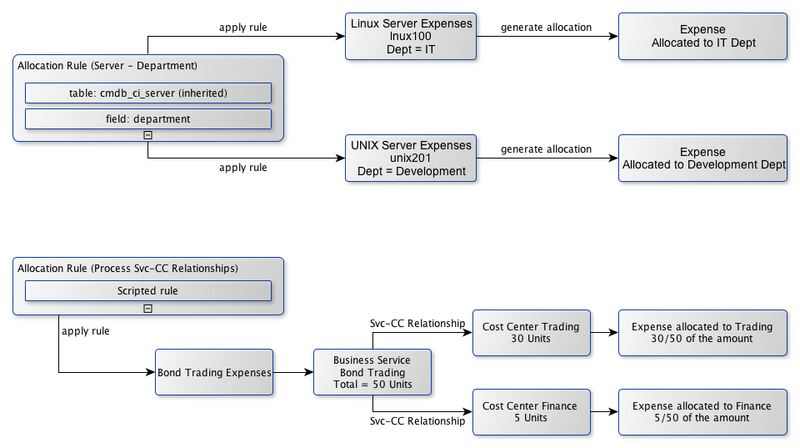 apply rule
Linux Server Expenses
lnux100
Dept = IT
generate allocation
Expense
Allocated to IT Dept
Allocation Rule (Server – Department)
table: cmdb_ci_server (inherited)
field: department
apply rule
UNIX Server Expenses
unix201
Dept = Development
generate allocation
Expense
Allocated to Development Dept
Allocation Rule (Process Svc-CC Relationships)
Scripted rule
apply rule
Bond Trading Expenses
Business Service
Bond Trading
Total = 50 Units
Svc-CC Relationship
Cost Center Trading
30 Units
Expense allocated to Trading
30/50 of the amount
Svc-CC Relationship
Cost Center Finance
5 Units
Expense allocated to Finance
5/50 of the amount